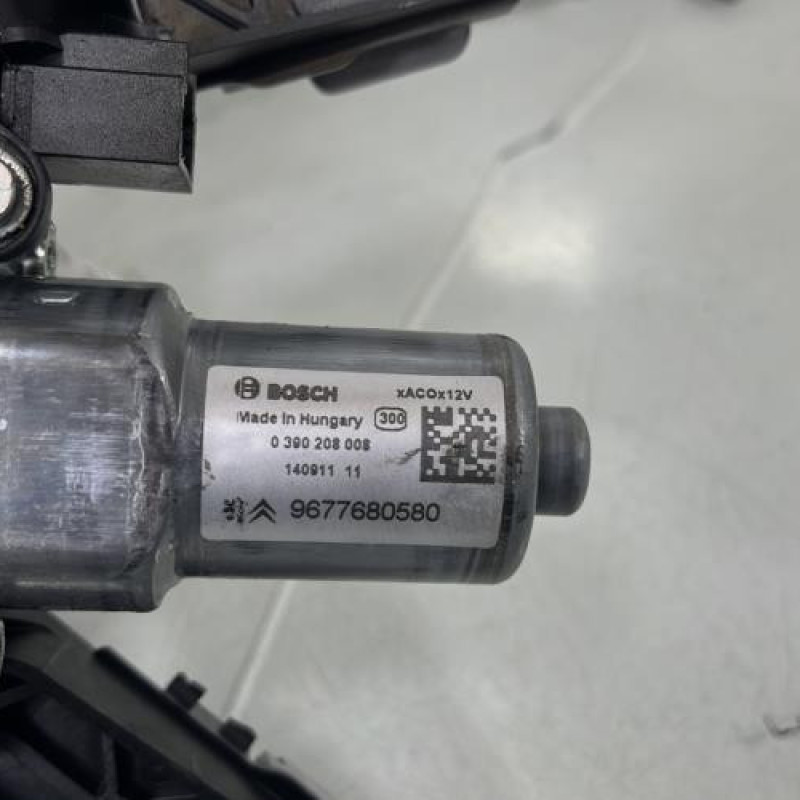 BOSCH xACOx12V
Made in Hungary 300
0 390 208 008
140911 11
9677680580